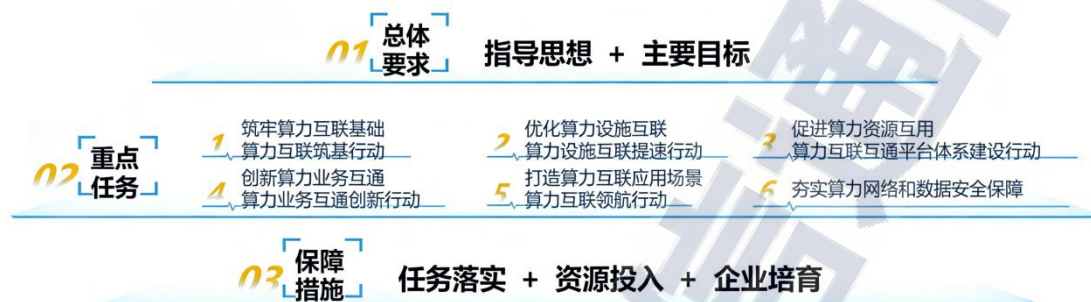 01 总体要求 指导思想 + 主要目标
02 重点任务
1 筑牢算力互联基础
算力互联筑基行动
2 优化算力设施互联
算力设施互联提速行动
3 促进算力资源互用
算力互联互通平台体系建设行动
4 创新算力业务互通
算力业务互通创新行动
5 打造算力互联应用场景
算力互联领航行动
6 夯实算力网络和数据安全保障
03 保障措施 任务落实 + 资源投入 + 企业培育